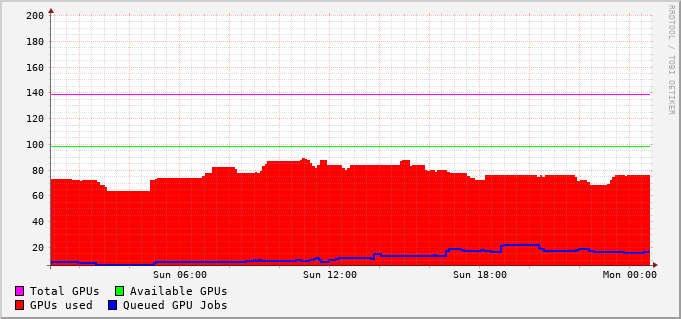 200
180
160
140
120
100
80
60
40
20
Sun 06:00 Sun 12:00 Sun 18:00 Mon 00:00
Total GPUs Available GPUs
GPUs used Queued GPU Jobs
RRDTOOL / TOBI OETIKER